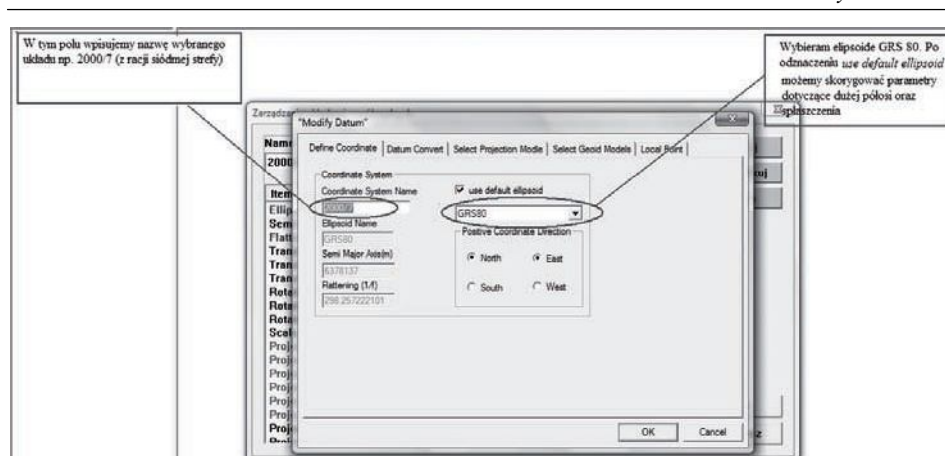 W tym polu wpisujemy nazwę wybranego
układu np. 2000/7 (z racji siódmej strefy)
Wybieram elipsoide GRS 80. Po
odznaczeniu use default ellipsoid
możemy skorygować parametry
dotyczące dużej półosi oraz
spłaszczenia
"Modify Datum"
Define Coordinate
Datum Convert
Select Projection Mode
Select Geoid Models
Local Point
Coordinate System
Coordinate System Name
use default ellipsoid
2000/7
GRS80
Ellipsoid Name
GRS80
Positive Coordinate Direction
Semi Major Axis(m)
6378137
North
East
Flattering (1/f)
298.257222101
South
West
OK
Cancel
Nam
2000
Item
Ellip
Sem
Flatt
Tran
Tran
Tran
Rota
Rota
Rota
Scal
Proj
Proj
Proj
Proj
Proj
Proj
Proj